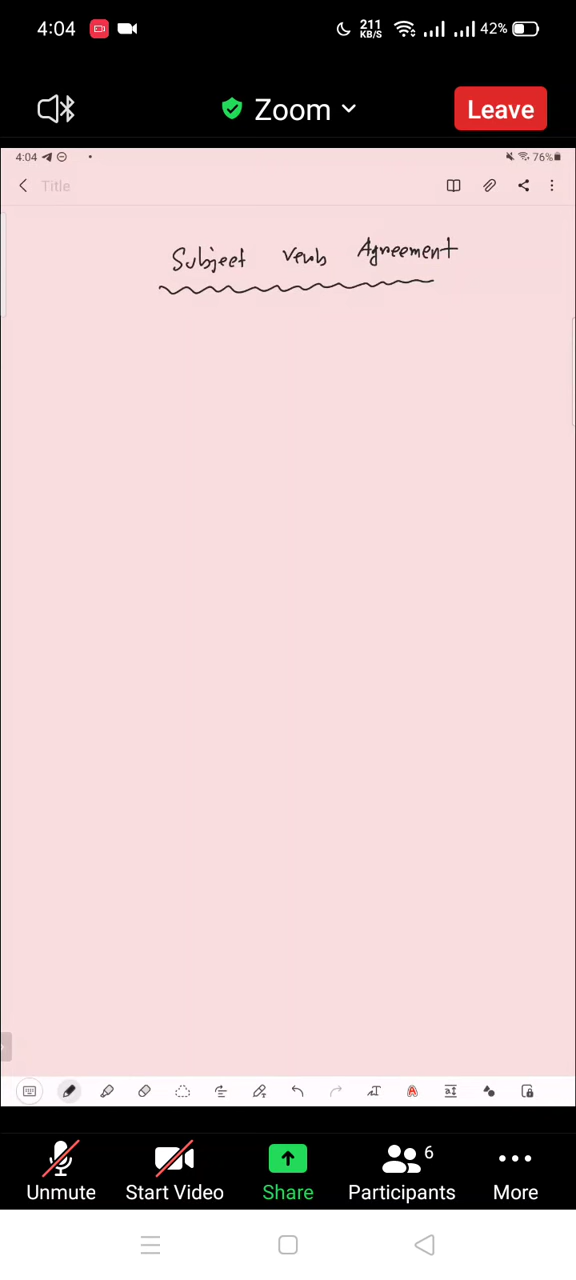 4:04 211 KB/S 42%
Zoom Leave
4:04 76%
Title
Subject Verb Agreement
Unmute Start Video Share Participants 6 More